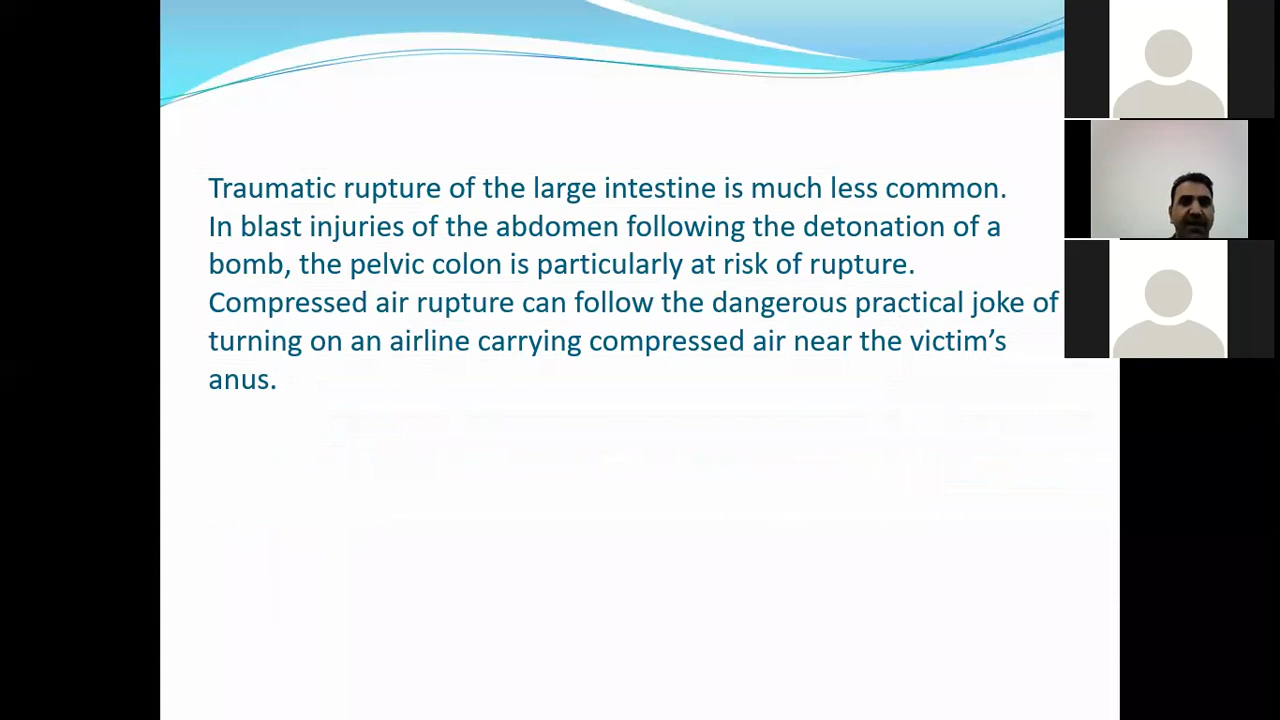 Traumatic rupture of the large intestine is much less common.
In blast injuries of the abdomen following the detonation of a
bomb, the pelvic colon is particularly at risk of rupture.
Compressed air rupture can follow the dangerous practical joke of
turning on an airline carrying compressed air near the victim’s
anus.